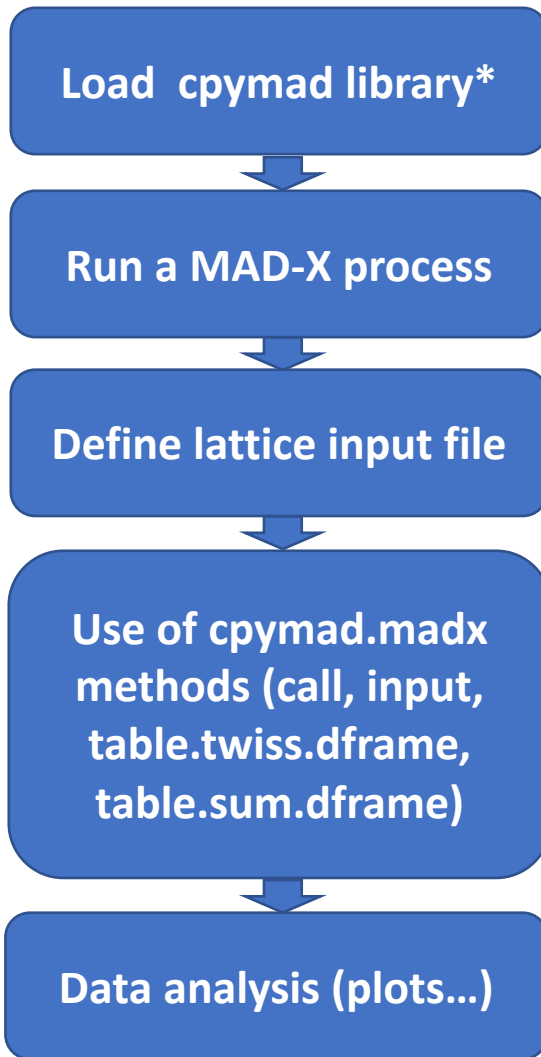 Load  cpymad library*
Run a MAD-X process
Define lattice input file
Use of cpymad.madx
methods (call, input,
table.twiss.dframe,
table.sum.dframe)
Data analysis (plots…)